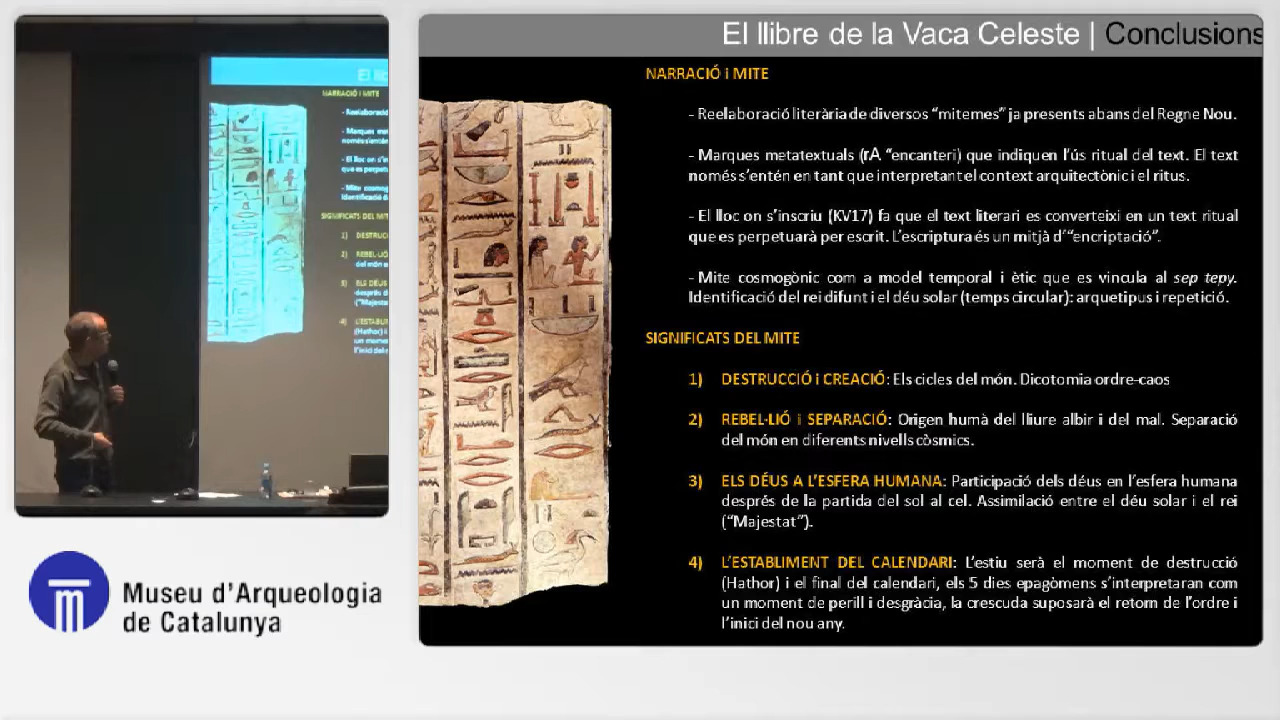 El llibre de la Vaca Celeste | Conclusions
NARRACIÓ i MITE
- Reelaboració literària de diversos “mitemes” ja presents abans del Regne Nou.
- Marques metatextuals (rA “encanteri) que indiquen l’ús ritual del text. El text
només s’entén en tant que interpretant el context arquitectònic i el ritus.
- El lloc on s’inscriu (KV17) fa que el text literari es converteixi en un text ritual
que es perpetuarà per escrit. L’escriptura és un mitjà d’“encriptació”.
- Mite cosmogònic com a model temporal i ètic que es vincula al sep tepy.
Identificació del rei difunt i el déu solar (temps circular): arquetipus i repetició.
SIGNIFICATS DEL MITE
1) DESTRUCCIÓ i CREACIÓ: Els cicles del món. Dicotomia ordre-caos
2) REBEL·LIÓ i SEPARACIÓ: Origen humà del lliure albir i del mal. Separació
del món en diferents nivells còsmics.
3) ELS DÉUS A L’ESFERA HUMANA: Participació dels déus en l’esfera humana
després de la partida del sol al cel. Assimilació entre el déu solar i el rei
(“Majestat”).
4) L’ESTABLIMENT DEL CALENDARI: L’estiu serà el moment de destrucció
(Hathor) i el final del calendari, els 5 dies epagòmens s’interpretaran com
un moment de perill i desgràcia, la crescuda suposarà el retorn de l’ordre i
l’inici del nou any.
Museu d’Arqueologia
de Catalunya